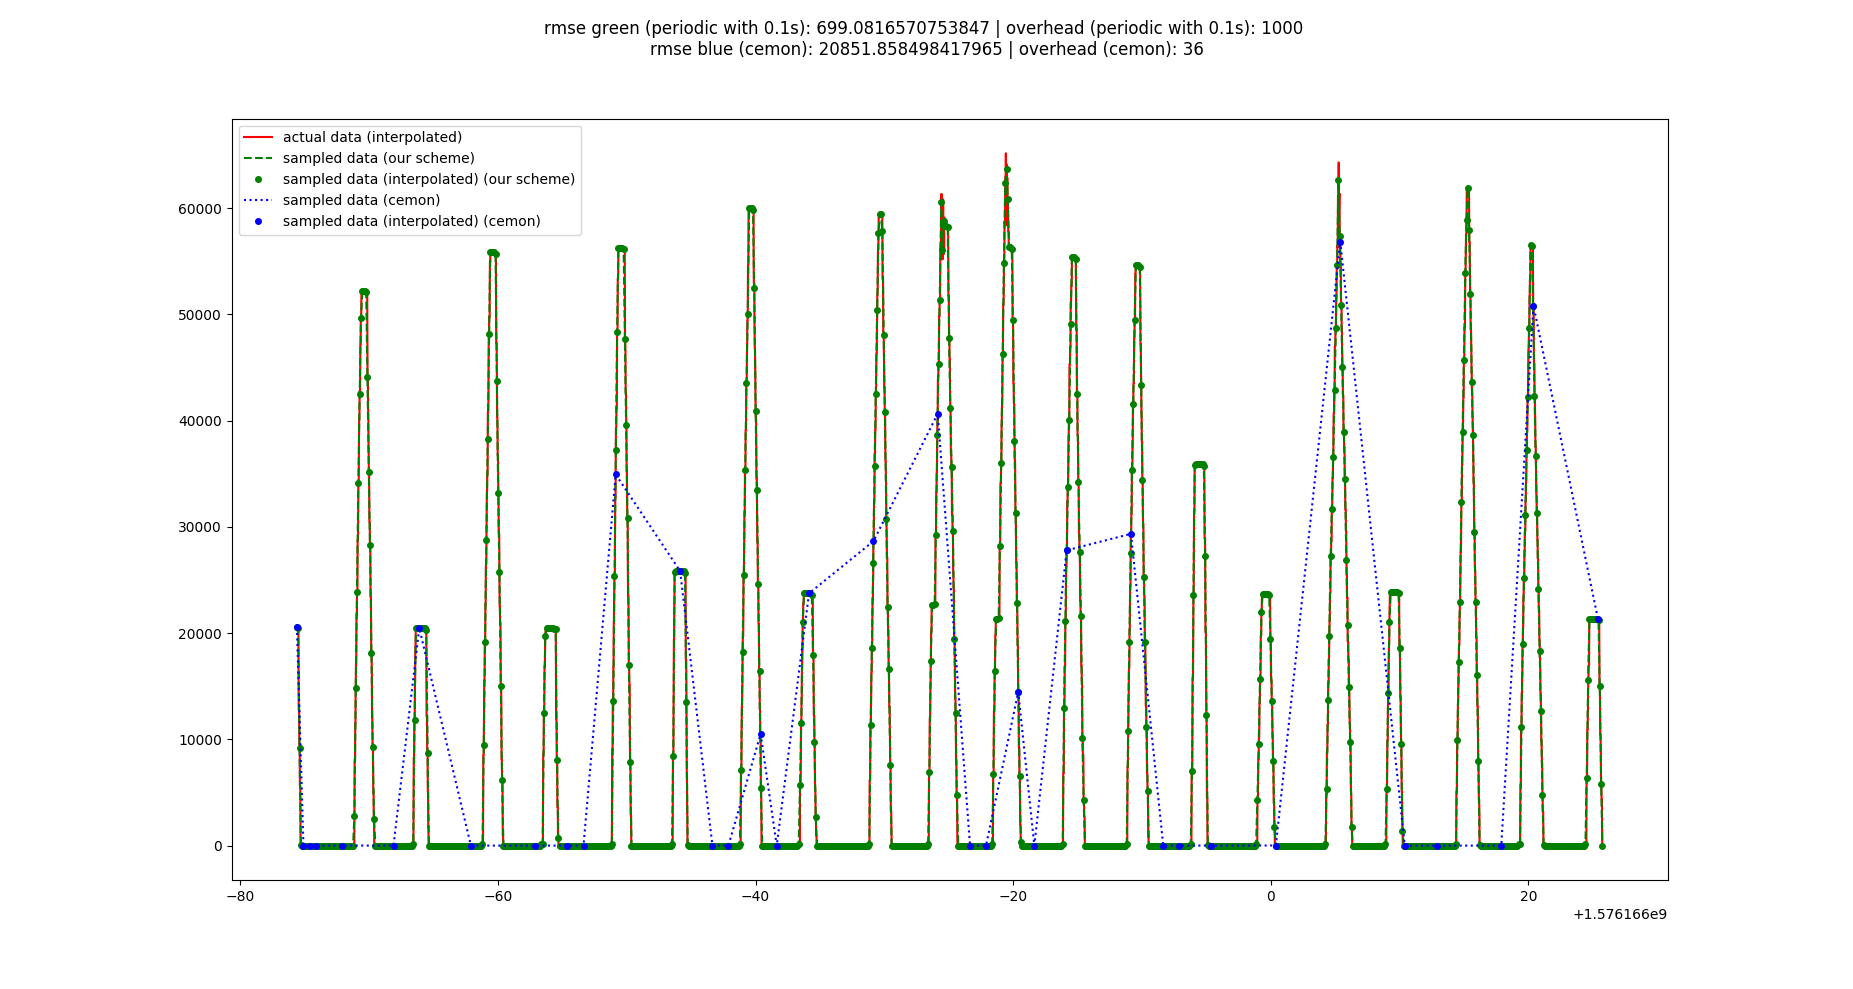 rmse green (periodic with 0.1s): 699.0816570753847 | overhead (periodic with 0.1s): 1000
rmse blue (cemon): 20851.858498417965 | overhead (cemon): 36
actual data (interpolated)
sampled data (our scheme)
sampled data (interpolated) (our scheme)
sampled data (cemon)
sampled data (interpolated) (cemon)
60000
50000
40000
30000
20000
10000
0
−80
−60
−40
−20
0
20
+1.576166e9